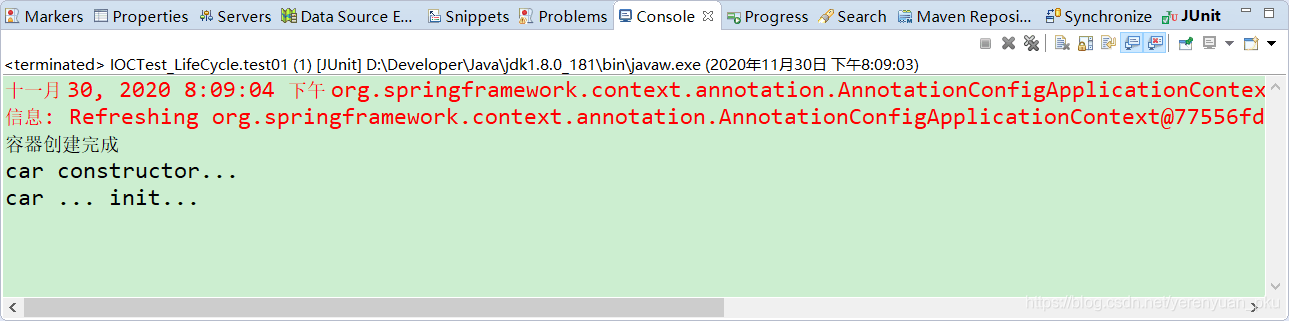 Markers Properties Servers Data Source E... Snippets Problems Console Progress Search Maven Reposi... Synchronize JUnit
<terminated> IOCTest_LifeCycle.test01 (1) [JUnit] D:\Developer\Java\jdk1.8.0_181\bin\javaw.exe (2020年11月30日 下午8:09:03)
十一月 30, 2020 8:09:04 下午 org.springframework.context.annotation.AnnotationConfigApplicationContex
信息: Refreshing org.springframework.context.annotation.AnnotationConfigApplicationContext@77556fd
容器创建完成
car constructor...
car ... init...
https://blog.csdn.net/yerenyuan_pku